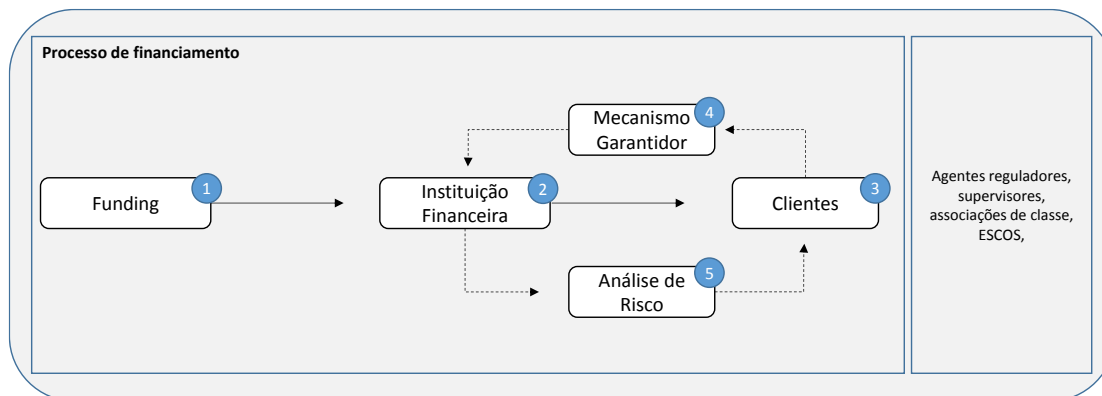 Processo de financiamento
4
Mecanismo
Garantidor
1
Funding
2
Instituição
Financeira
3
Clientes
5
Análise de
Risco
Agentes reguladores,
supervisores,
associações de classe,
ESCOS,